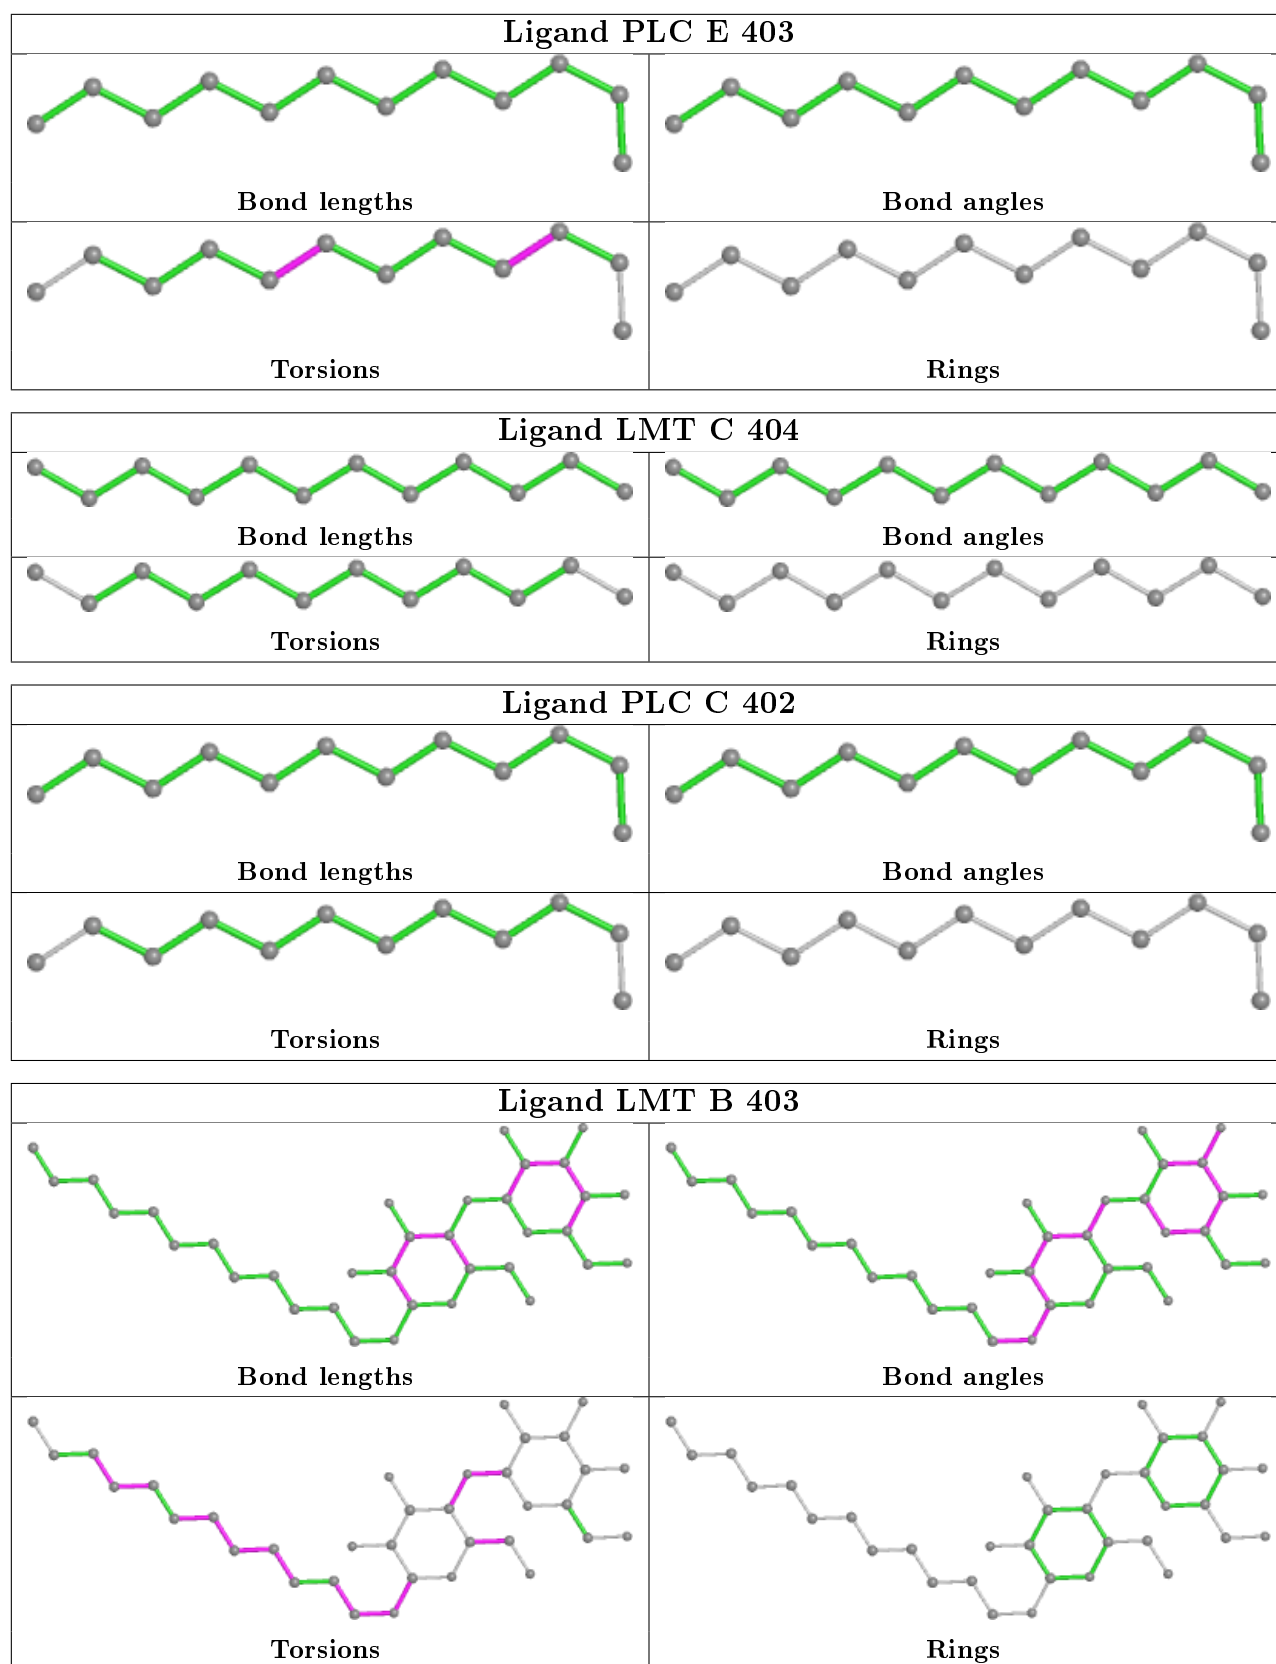 Ligand PLC E 403
Bond lengths
Bond angles
Torsions
Rings
Ligand LMT C 404
Bond lengths
Bond angles
Torsions
Rings
Ligand PLC C 402
Bond lengths
Bond angles
Torsions
Rings
Ligand LMT B 403
Bond lengths
Bond angles
Torsions
Rings